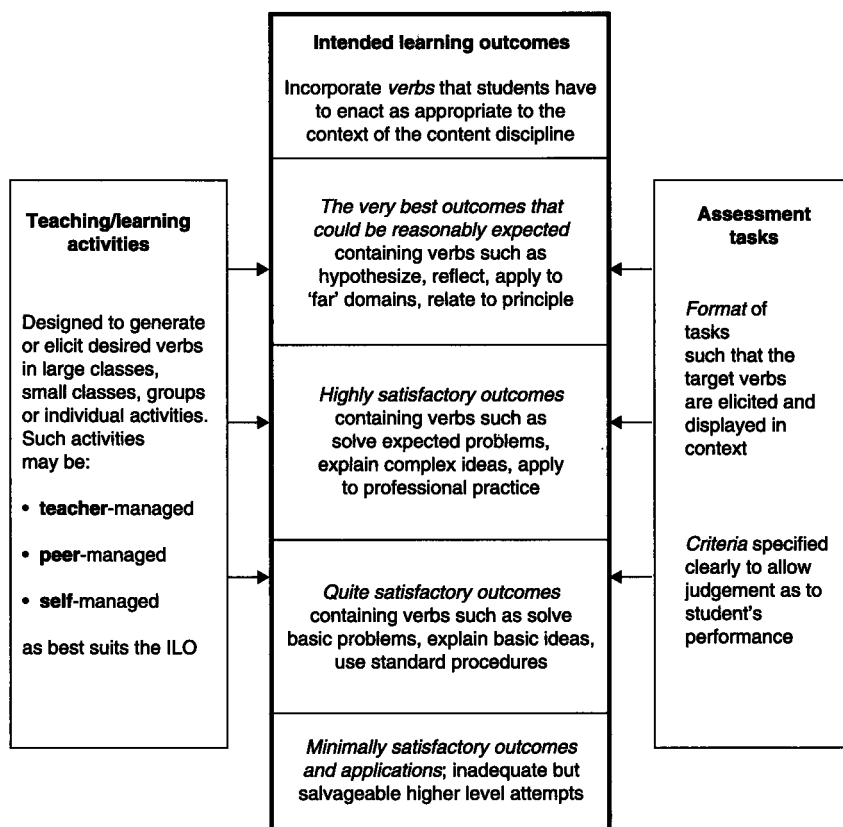 Intended learning outcomes
Incorporate verbs that students have
to enact as appropriate to the
context of the content discipline
Teaching/learning
activities
Designed to generate
or elicit desired verbs
in large classes,
small classes, groups
or individual activities.
Such activities
may be:
• teacher-managed
• peer-managed
• self-managed
as best suits the ILO
The very best outcomes that
could be reasonably expected
containing verbs such as
hypothesize, reflect, apply to
‘far’ domains, relate to principle
Highly satisfactory outcomes
containing verbs such as
solve expected problems,
explain complex ideas, apply
to professional practice
Quite satisfactory outcomes
containing verbs such as solve
basic problems, explain basic ideas,
use standard procedures
Minimally satisfactory outcomes
and applications; inadequate but
salvageable higher level attempts
Assessment
tasks
Format of
tasks
such that the
target verbs
are elicited and
displayed in
context
Criteria specified
clearly to allow
judgement as to
student’s
performance